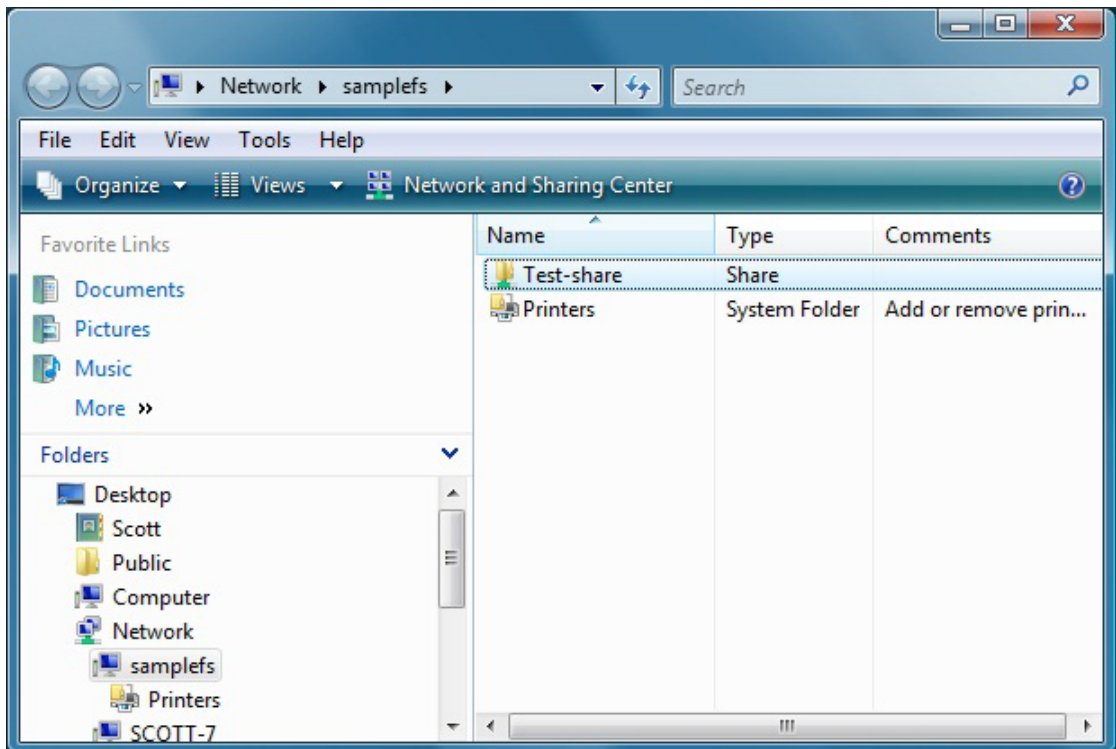 Network samplefs
Search
File Edit View Tools Help
Organize Views Network and Sharing Center
Favorite Links
Documents
Pictures
Music
More »
Folders
Desktop
Scott
Public
Computer
Network
samplefs
Printers
SCOTT-7
Name Type Comments
Test-share Share
Printers System Folder Add or remove prin...